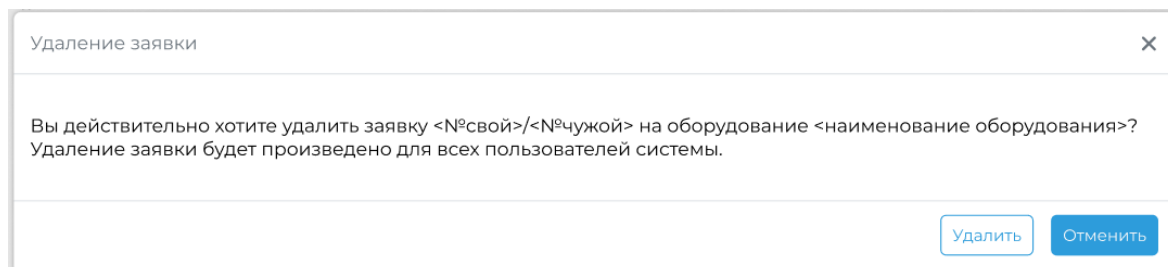 Удаление заявки
Вы действительно хотите удалить заявку <№свой>/<№чужой> на оборудование <наименование оборудования>?
Удаление заявки будет произведено для всех пользователей системы.
Удалить Отменить